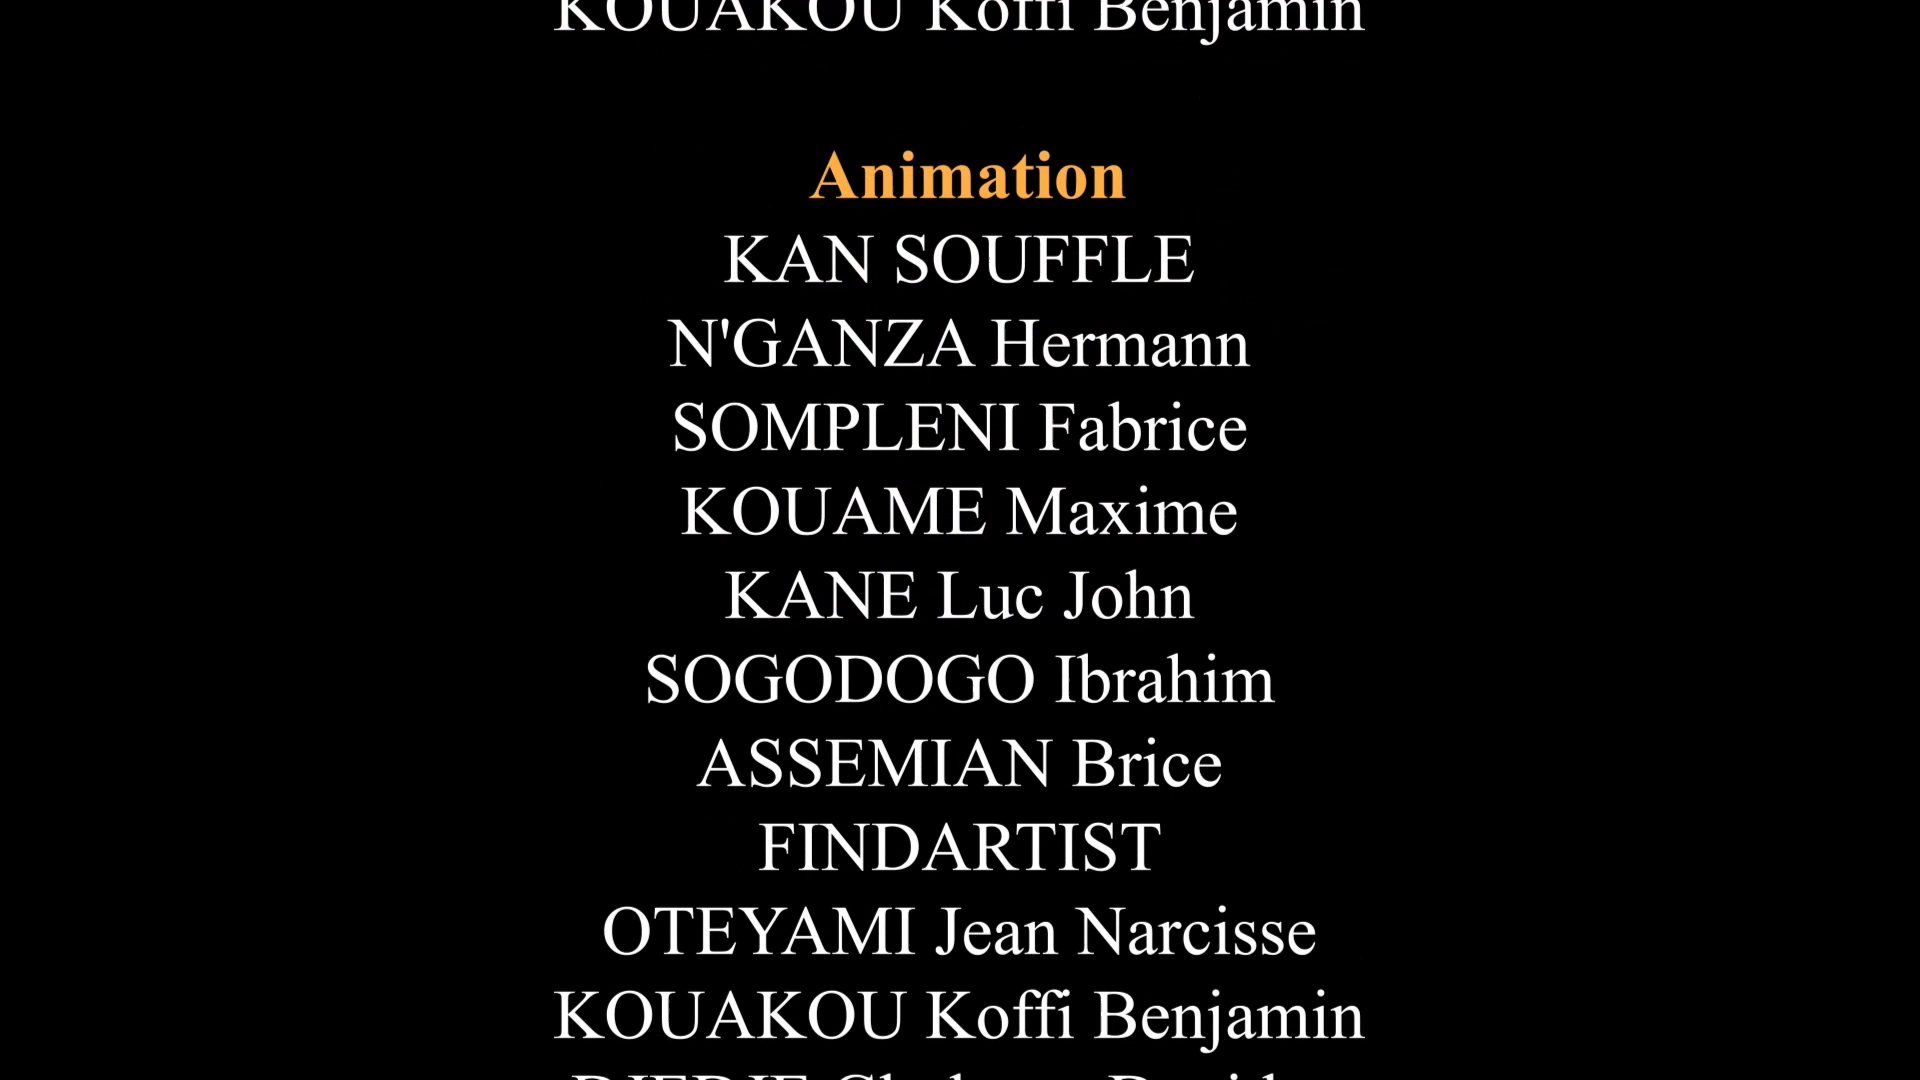 KOUAKOU Koffi Benjamin
Animation
KAN SOUFFLE
N'GANZA Hermann
SOMPLENI Fabrice
KOUAME Maxime
KANE Luc John
SOGODOGO Ibrahim
ASSEMIAN Brice
FINDARTIST
OTEYAMI Jean Narcisse
KOUAKOU Koffi Benjamin